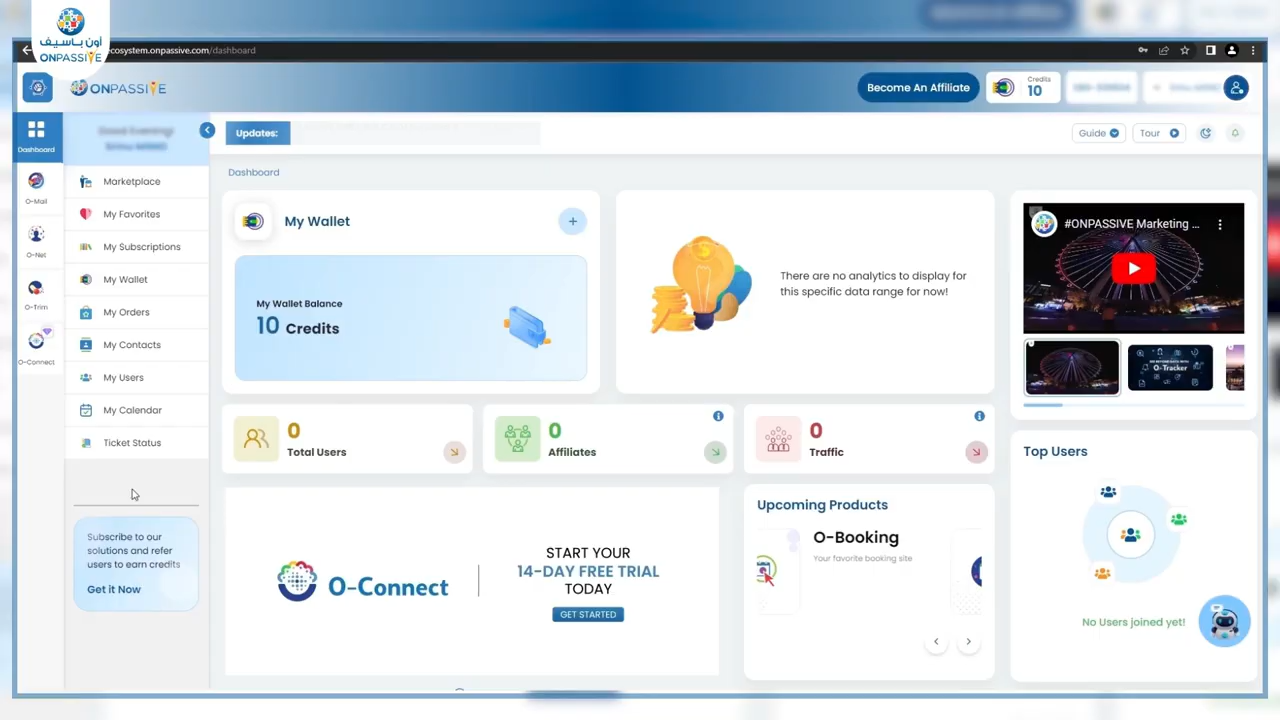 أون باسيف
ONPASSIVE
cosystem.onpassive.com/dashboard
ONPASSIVE
Become An Affiliate
Credits
10
Dashboard
O-Mail
O-Net
O-Trim
O-Connect
Marketplace
My Favorites
My Subscriptions
My Wallet
My Orders
My Contacts
My Users
My Calendar
Ticket Status
Subscribe to our
solutions and refer
users to earn credits
Get it Now
Updates:
Guide
Tour
Dashboard
My Wallet
My Wallet Balance
10 Credits
There are no analytics to display for
this specific data range for now!
#ONPASSIVE Marketing ...
O-Tracker
0
Total Users
0
Affiliates
0
Traffic
O-Connect
START YOUR
14-DAY FREE TRIAL
TODAY
GET STARTED
Upcoming Products
O-Booking
Your favorite booking site
Top Users
No Users joined yet!